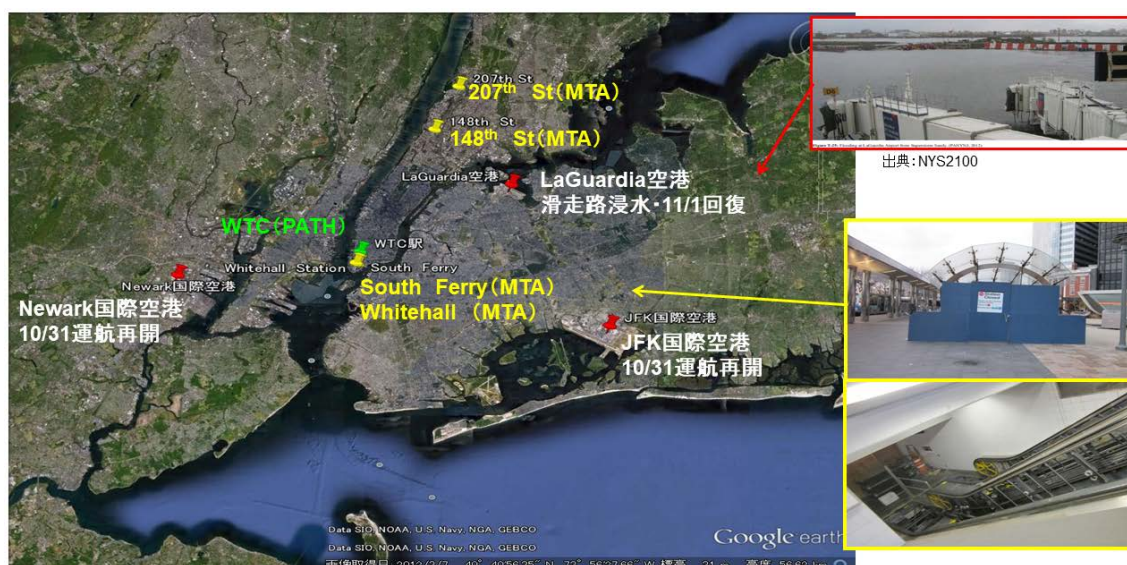 207th St
207th St(MTA)
148th St
148th St(MTA)
LaGuardia空港
LaGuardia空港
滑走路浸水・11/1回復
出典:NYS2100
WTC(PATH)
WTC駅
Whitehall Station
South Ferry
South Ferry(MTA)
Whitehall (MTA)
Newark国際空港
Newark国際空港
10/31運航再開
JFK国際空港
JFK国際空港
10/31運航再開
Data SIO, NOAA, U.S. Navy, NGA, GEBCO
Data SIO, NOAA, U.S. Navy, NGA, GEBCO
Google earth